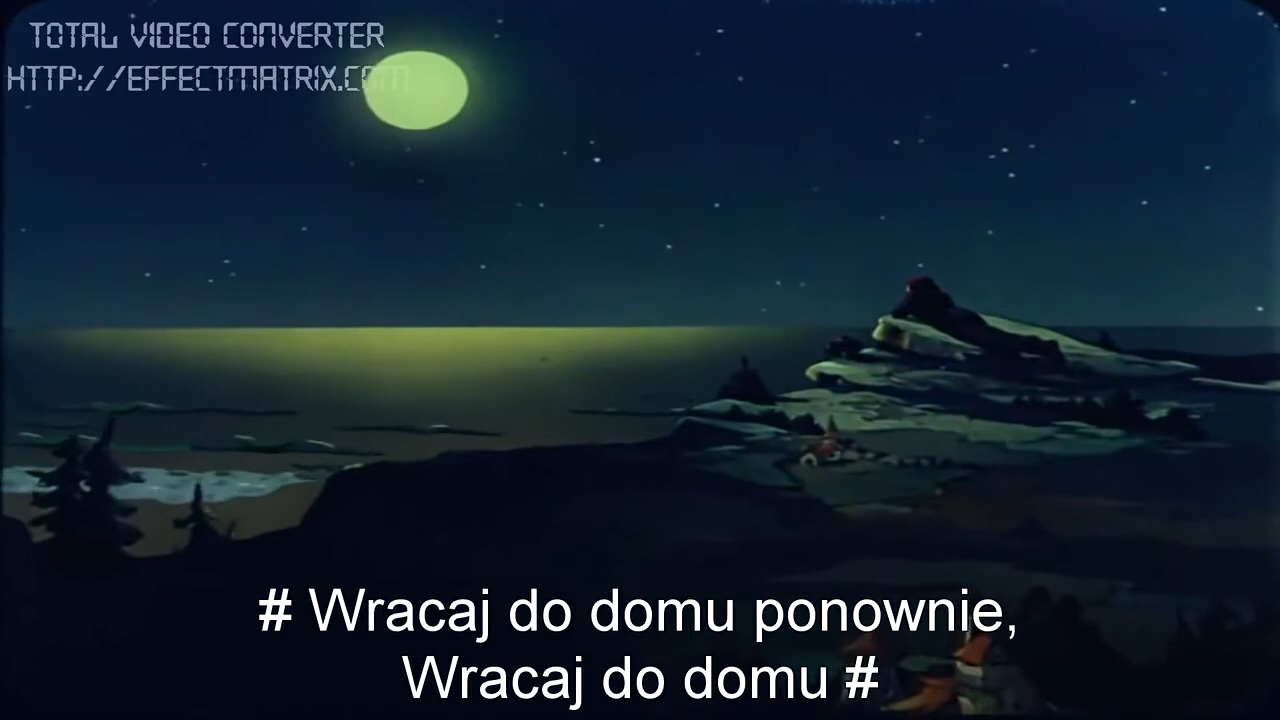 TOTAL VIDEO CONVERTER
HTTP://EFFECTMATRIX.COM
# Wracaj do domu ponownie,
Wracaj do domu #